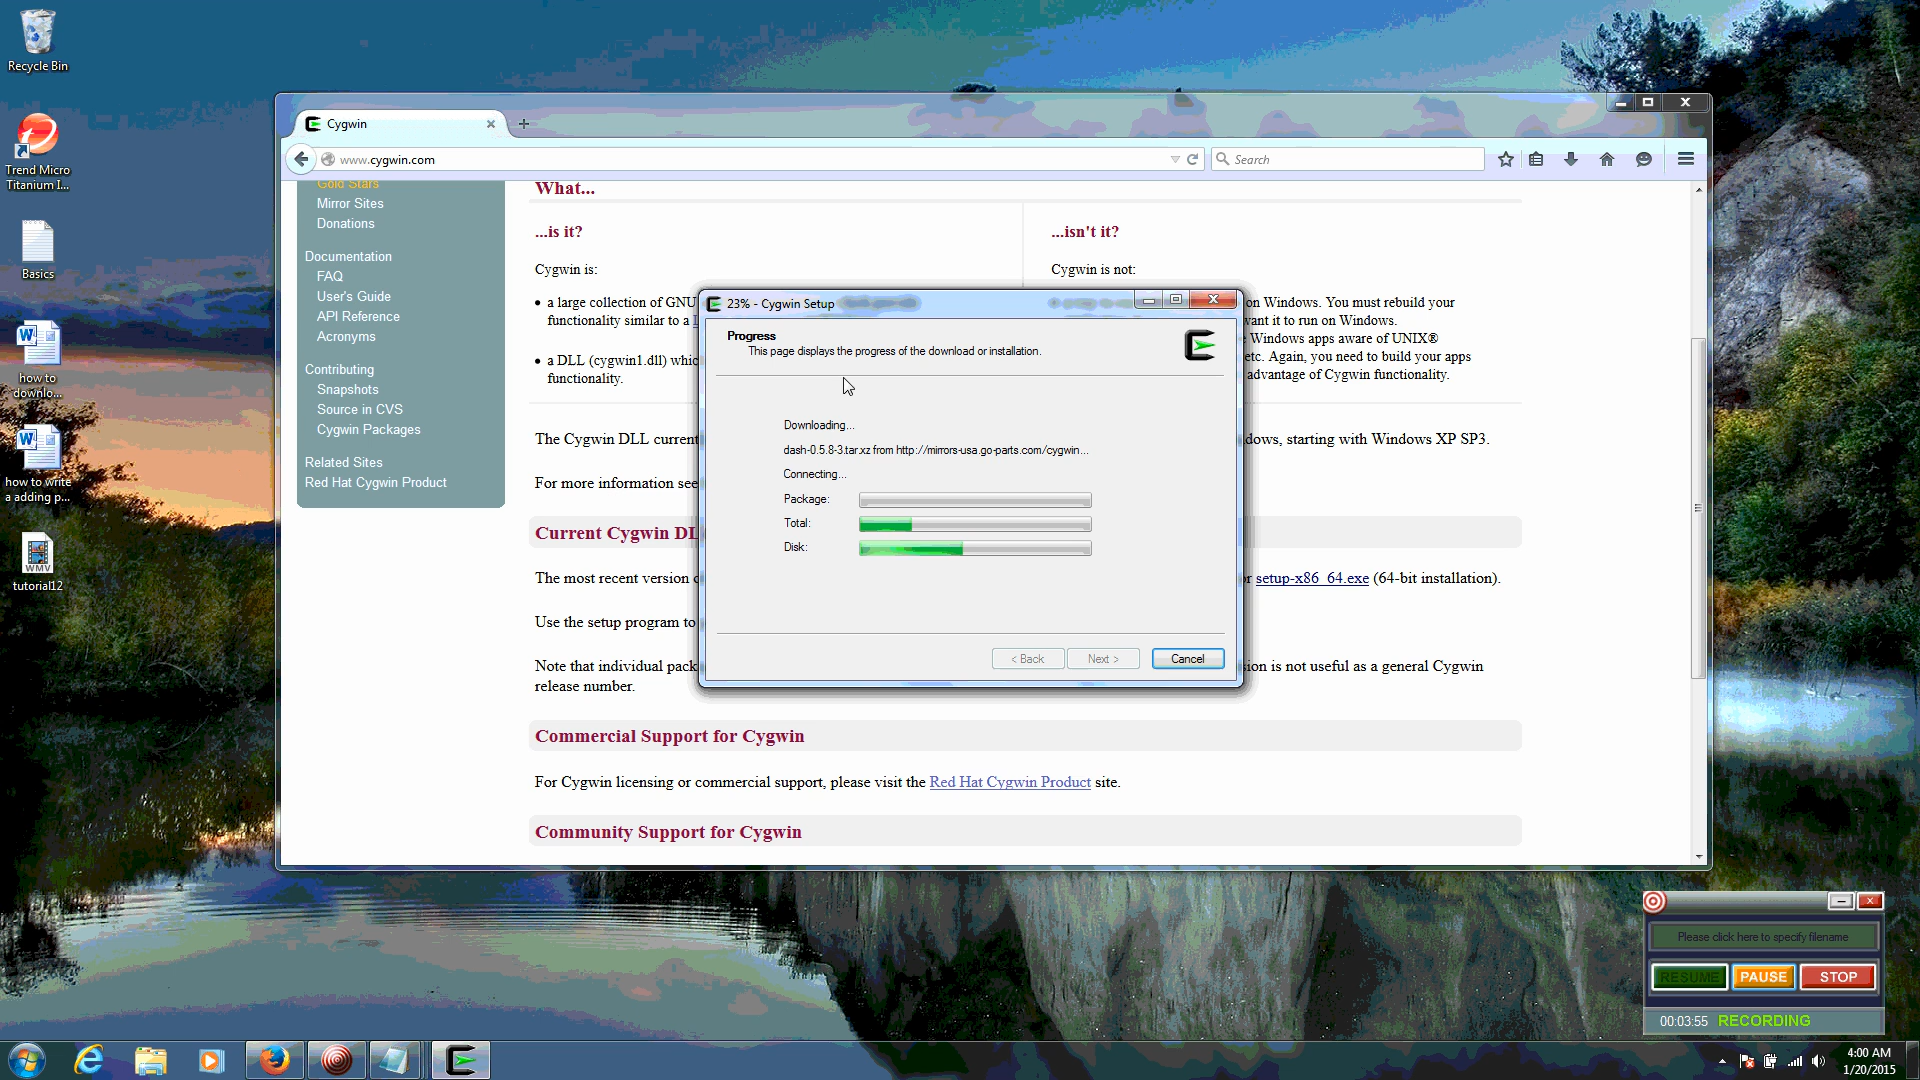 Recycle Bin
Trend Micro
Titanium I...
Basics
how to
downlo...
how to write
a adding p...
WMV
tutorial12
Cygwin
www.cygwin.com
Search
Gold Stars
Mirror Sites
Donations
Documentation
FAQ
User's Guide
API Reference
Acronyms
Contributing
Snapshots
Source in CVS
Cygwin Packages
Related Sites
Red Hat Cygwin Product
What...
...is it?
Cygwin is:
a large collection of GNU
functionality similar to a
a DLL (cygwin1.dll)
functionality.
...isn't it?
Cygwin is not:
on Windows. You must rebuild your
want it to run on Windows.
Windows apps aware of UNIX®
etc. Again, you need to build your apps
advantage of Cygwin functionality.
The Cygwin DLL
starting with Windows XP SP3.
For more information see
Current Cygwin
The most recent version
setup-x86_64.exe (64-bit installation).
Use the setup program to
Note that individual
is not useful as a general Cygwin
release number.
Commercial Support for Cygwin
For Cygwin licensing or commercial support, please visit the Red Hat Cygwin Product site.
Community Support for Cygwin
23% - Cygwin Setup
Progress
This page displays the progress of the download or installation.
Downloading...
dash-0.5.8-3.tar.xz from http://mirrors-usa.go-parts.com/cygwin...
Connecting...
Package:
Total:
Disk:
< Back Next > Cancel
Please click here to specify filename
RESUME PAUSE STOP
00:03:55 RECORDING
4:00 AM
1/20/2015